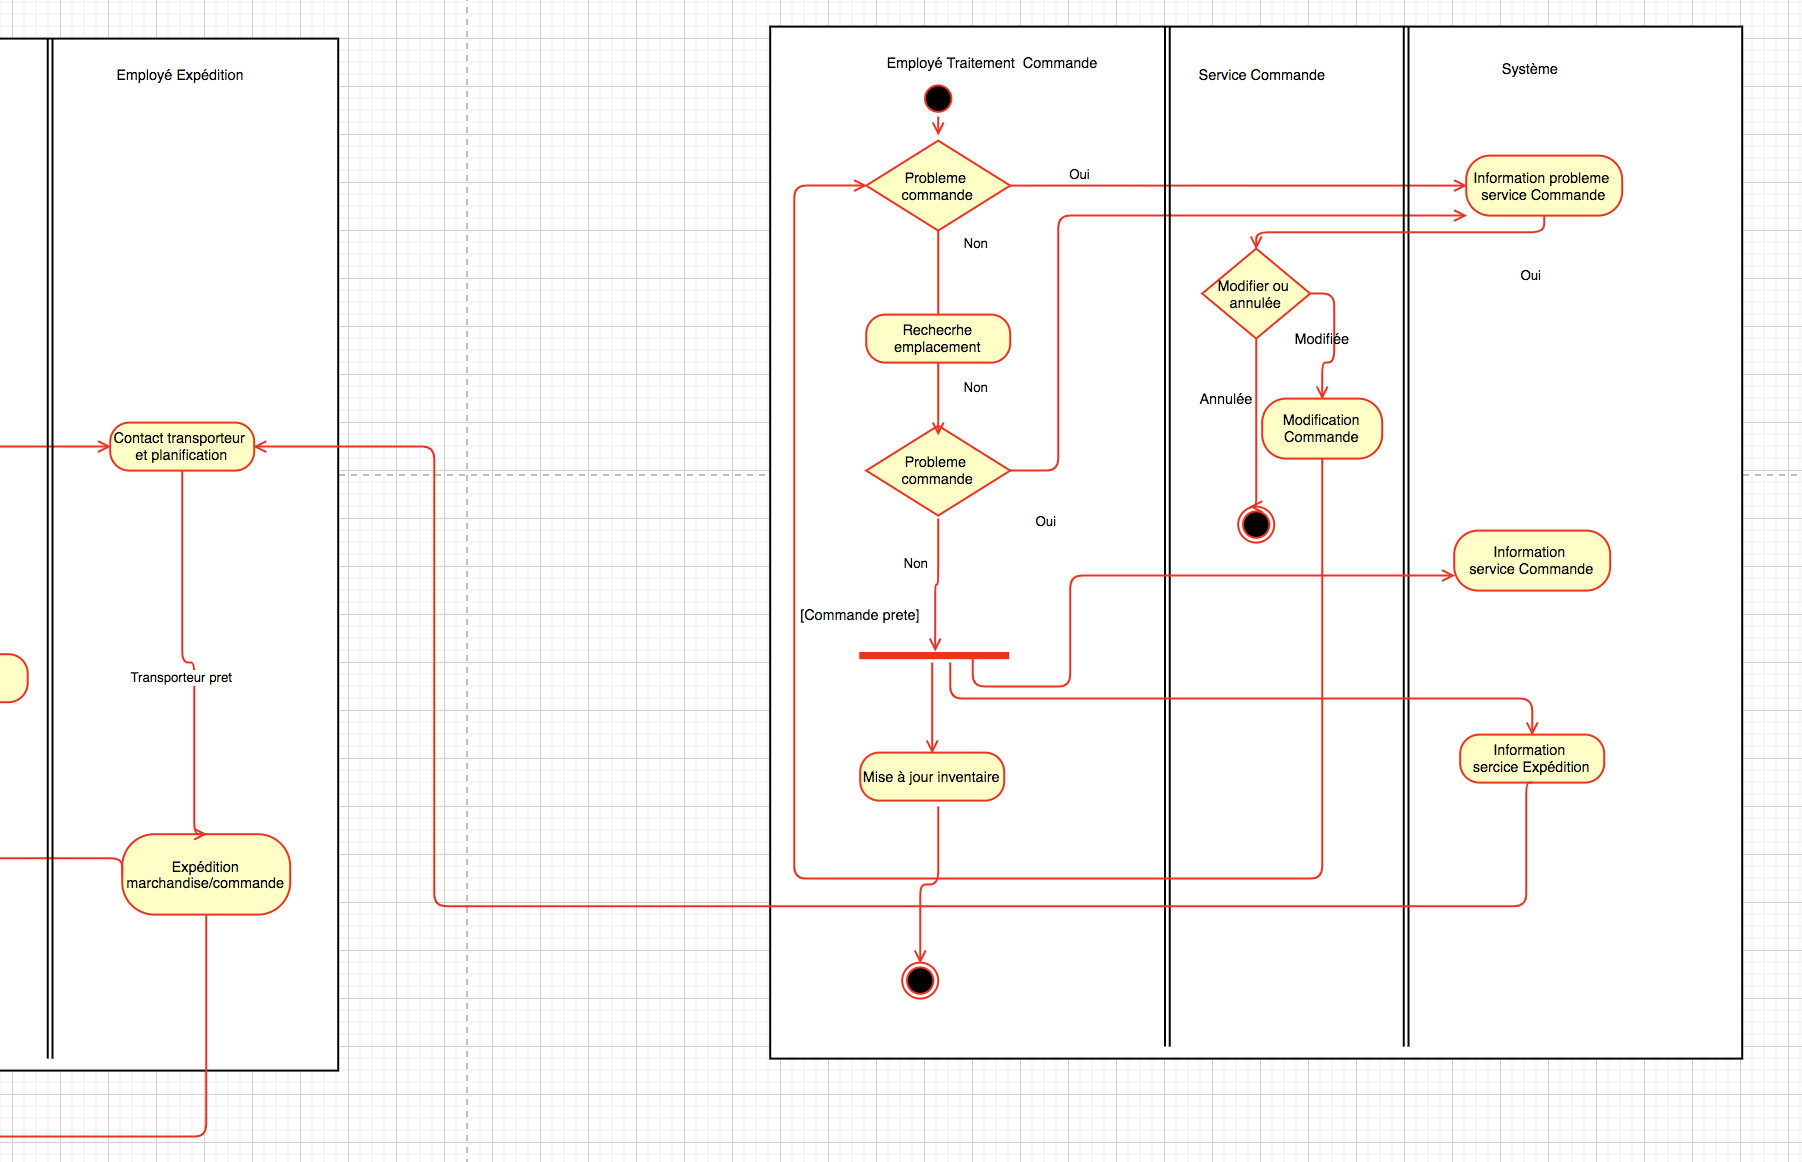 Employé Expédition
Contact transporteur
et planification
Transporteur pret
Expédition
marchandise/commande
Employé Traitement  Commande
Service Commande
Système
Probleme
commande
Oui
Information probleme
service Commande
Non
Modifier ou
annulée
Oui
Modifiée
Rechecrhe
emplacement
Non
Annulée
Modification
Commande
Probleme
commande
Oui
Non
Information
service Commande
[Commande prete]
Mise à jour inventaire
Information
sercice Expédition